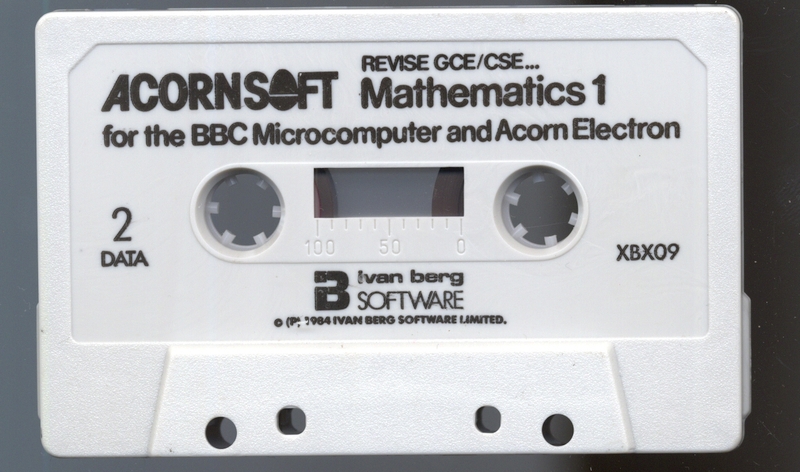 REVISE GCE/CSE...
ACORNSOFT Mathematics 1
for the BBC Microcomputer and Acorn Electron
2
DATA
100 50 0
XBX09
B ivan berg
SOFTWARE
© (P) 1984 IVAN BERG SOFTWARE LIMITED.